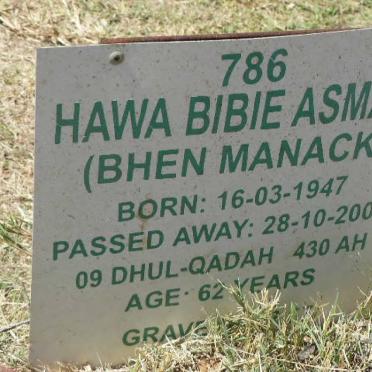 786
HAWA BIBIE ASMA
(BHEN MANACK
BORN: 16-03-1947
PASSED AWAY: 28-10-200
09 DHUL-QADAH 430 AH
AGE: 62 YEARS
GRAVE